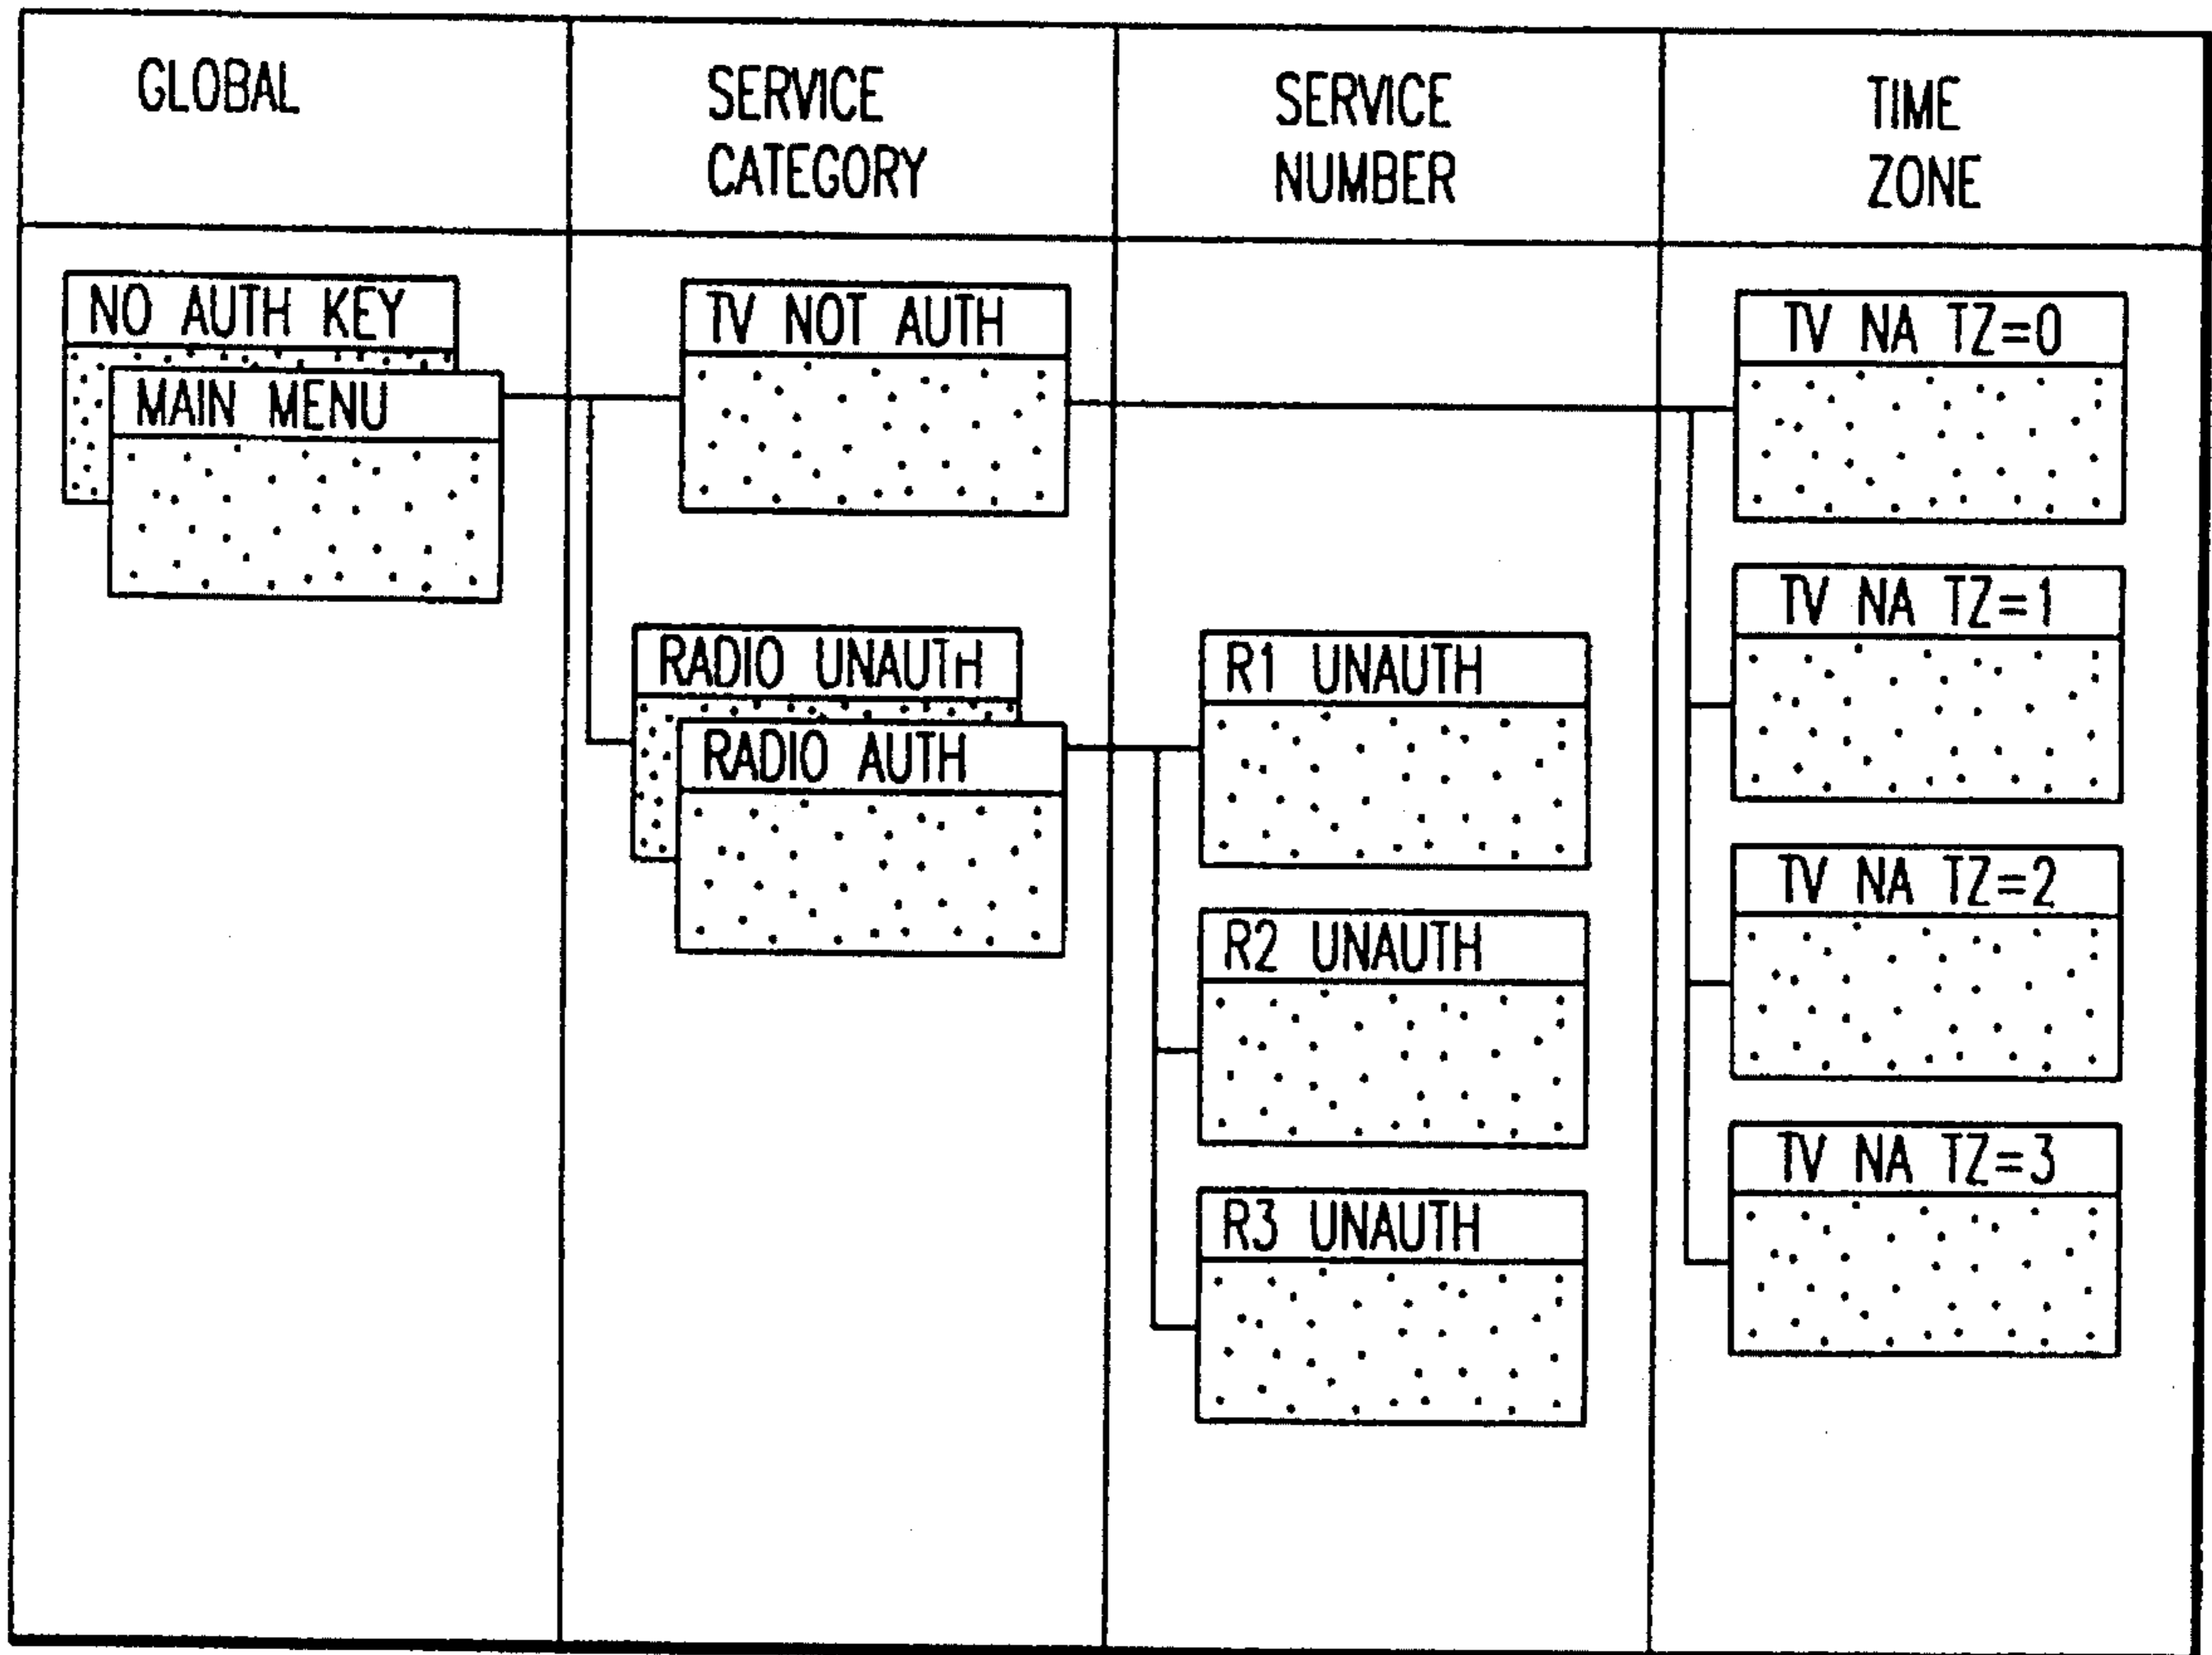 GLOBAL
SERVICE
CATEGORY
SERVICE
NUMBER
TIME
ZONE
NO AUTH KEY
MAIN MENU
TV NOT AUTH
RADIO UNAUTH
RADIO AUTH
R1 UNAUTH
R2 UNAUTH
R3 UNAUTH
TV NA TZ=0
TV NA TZ=1
TV NA TZ=2
TV NA TZ=3